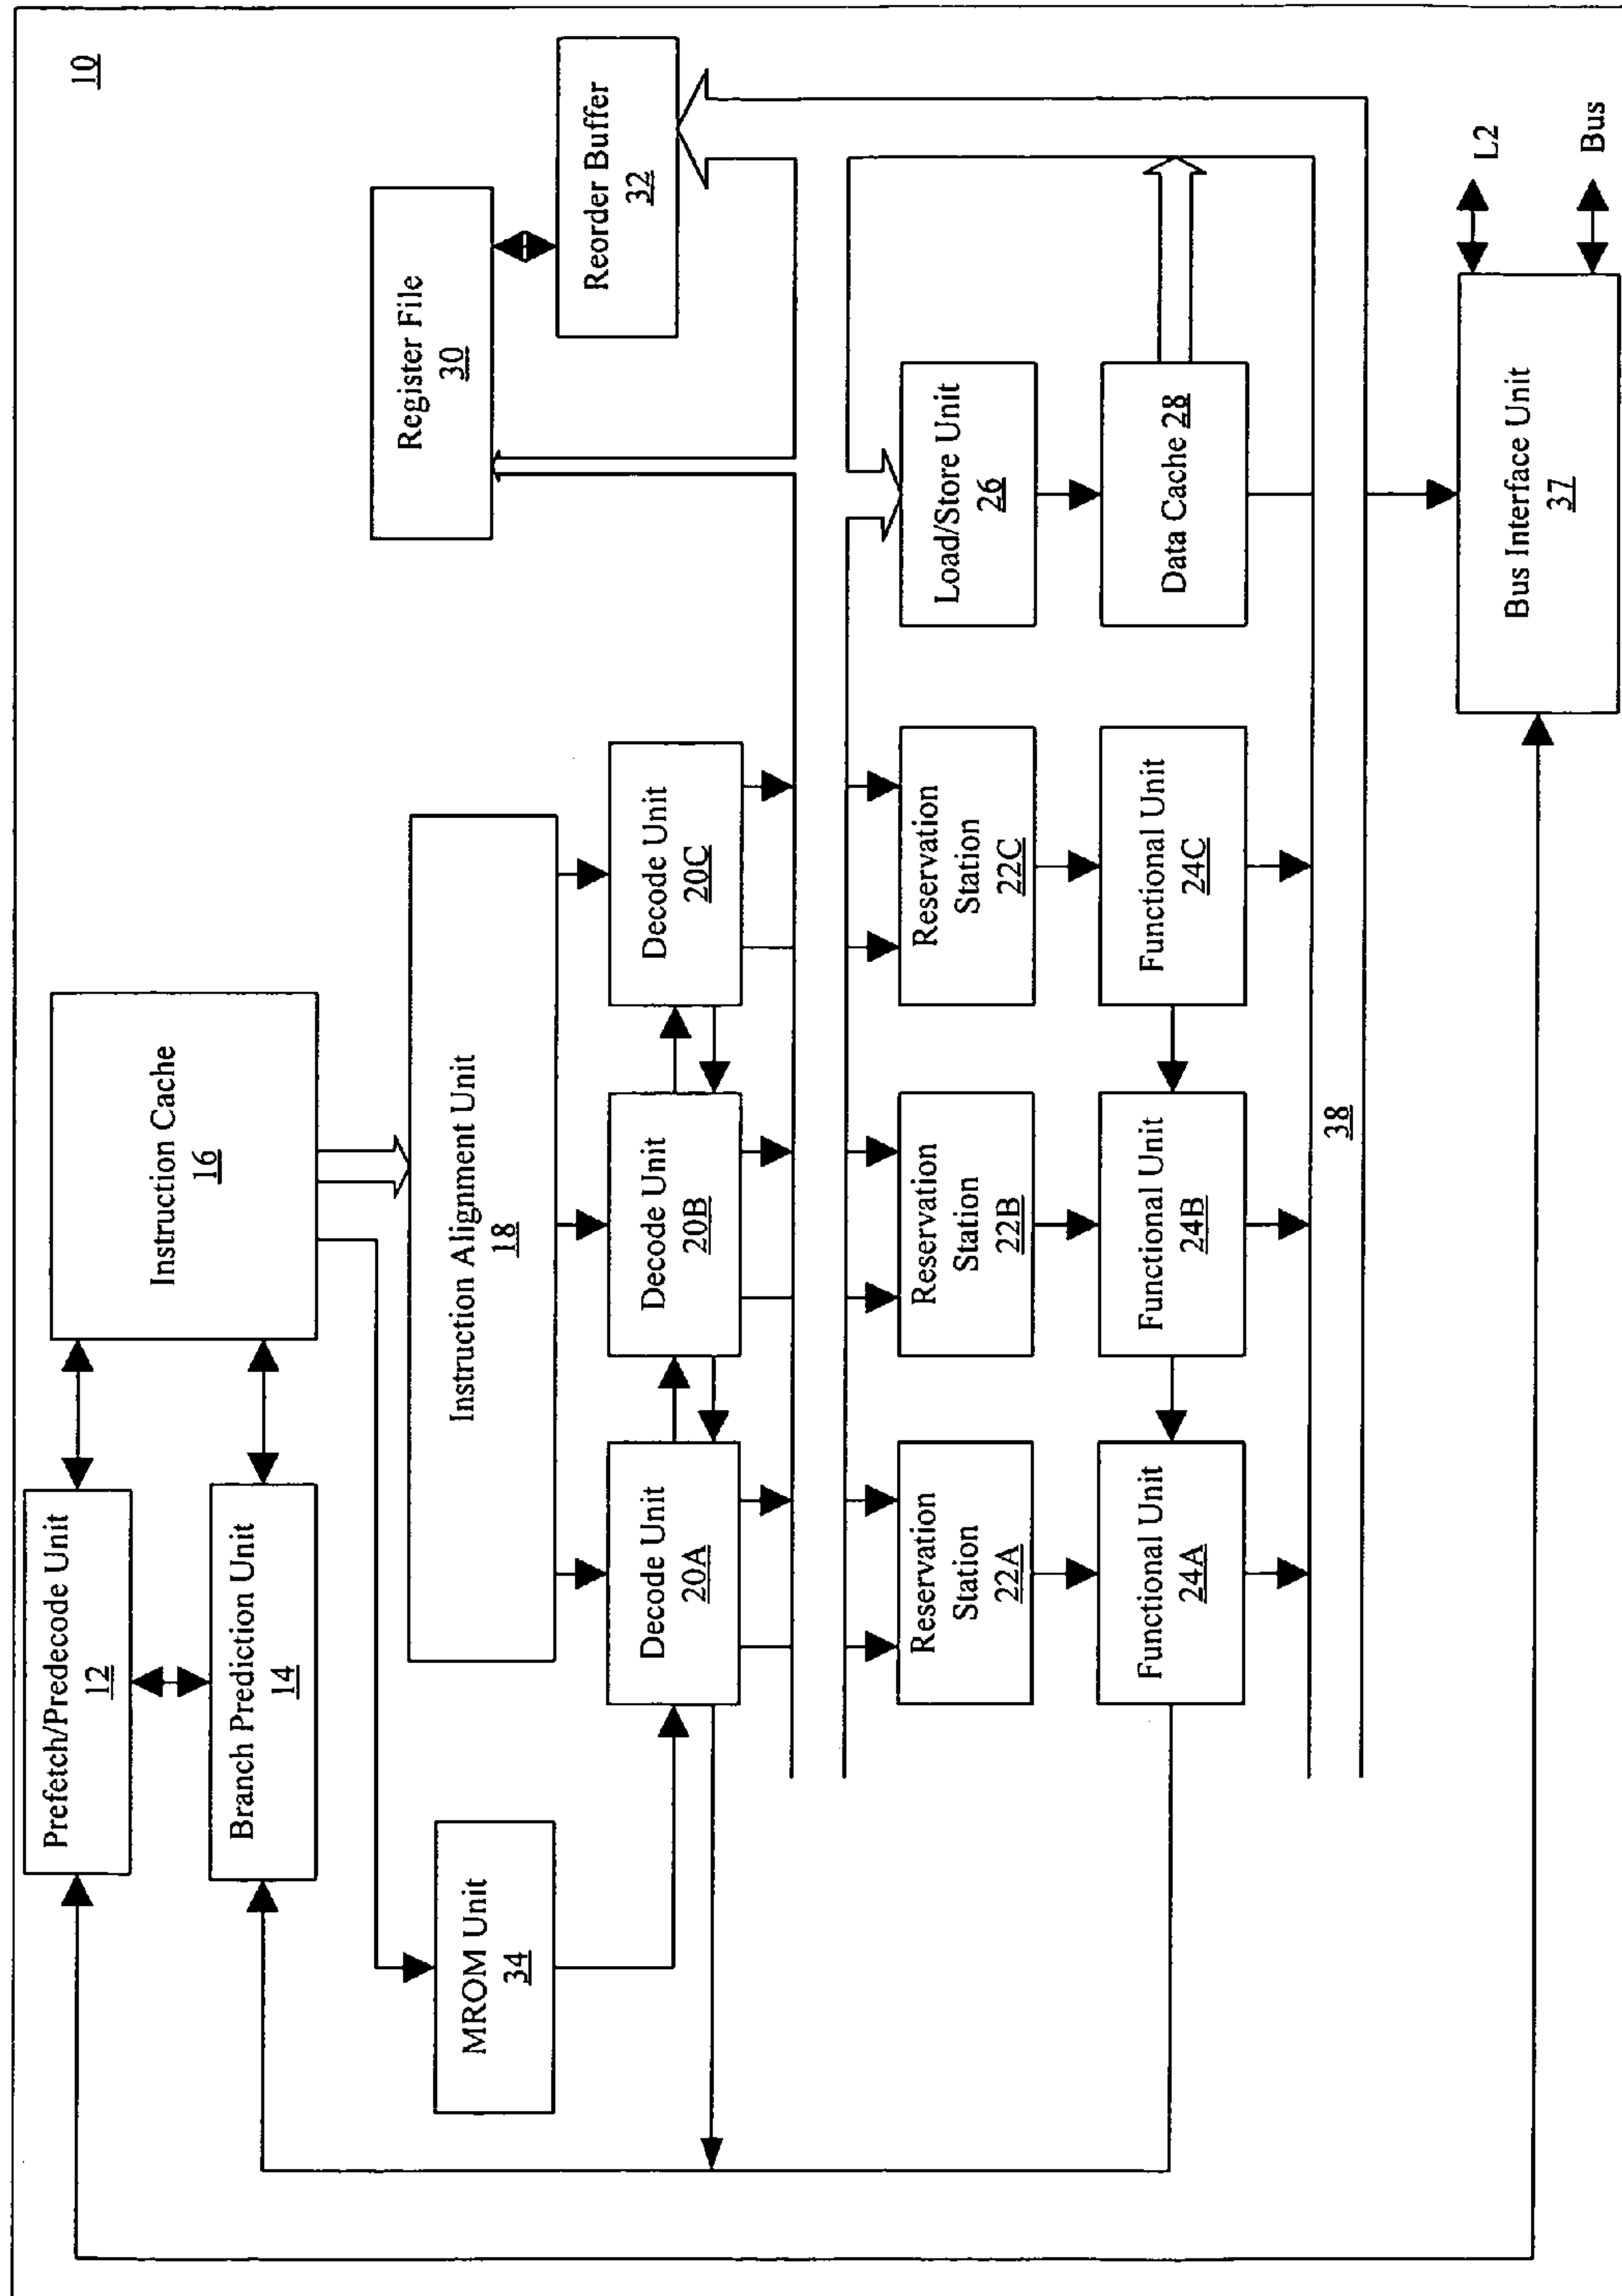 10
Prefetch/Predecode Unit
12
Branch Prediction Unit
14
Instruction Cache
16
Register File
30
Reorder Buffer
32
MROM Unit
34
Instruction Alignment Unit
18
Decode Unit
20A
Decode Unit
20B
Decode Unit
20C
Reservation
Station
22A
Reservation
Station
22B
Reservation
Station
22C
Load/Store Unit
26
Functional Unit
24A
Functional Unit
24B
Functional Unit
24C
Data Cache 28
38
Bus Interface Unit
37
L2
Bus